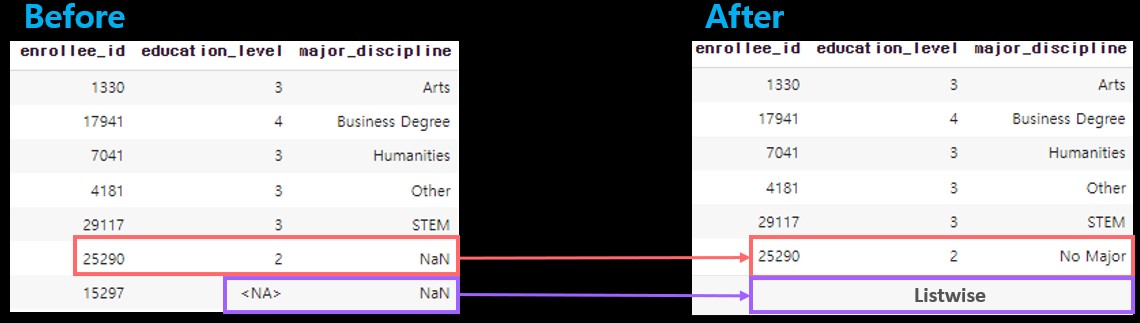 Before
enrollee_id education_level major_discipline
1330 3 Arts
17941 4 Business Degree
7041 3 Humanities
4181 3 Other
29117 3 STEM
25290 2 NaN
15297 <NA> NaN
After
enrollee_id education_level major_discipline
1330 3 Arts
17941 4 Business Degree
7041 3 Humanities
4181 3 Other
29117 3 STEM
25290 2 No Major
Listwise